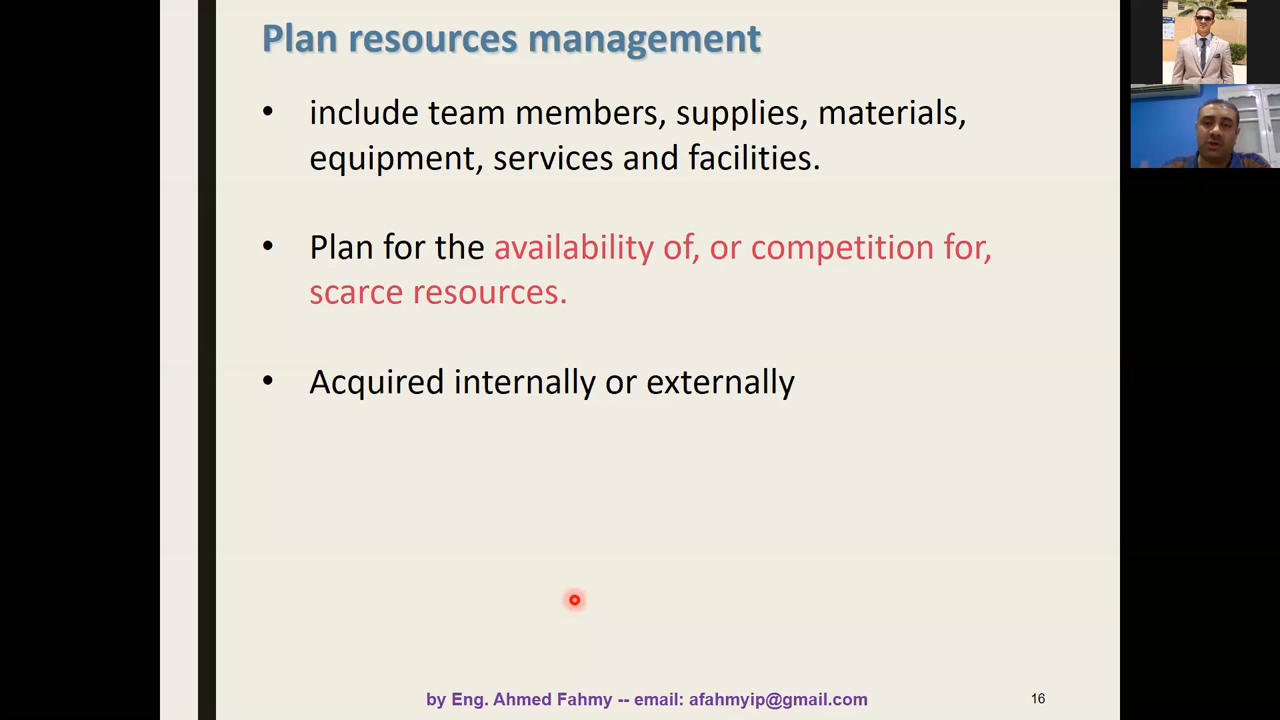 Plan resources management
• include team members, supplies, materials,
equipment, services and facilities.
• Plan for the availability of, or competition for,
scarce resources.
• Acquired internally or externally
by Eng. Ahmed Fahmy -- email: afahmyip@gmail.com
16